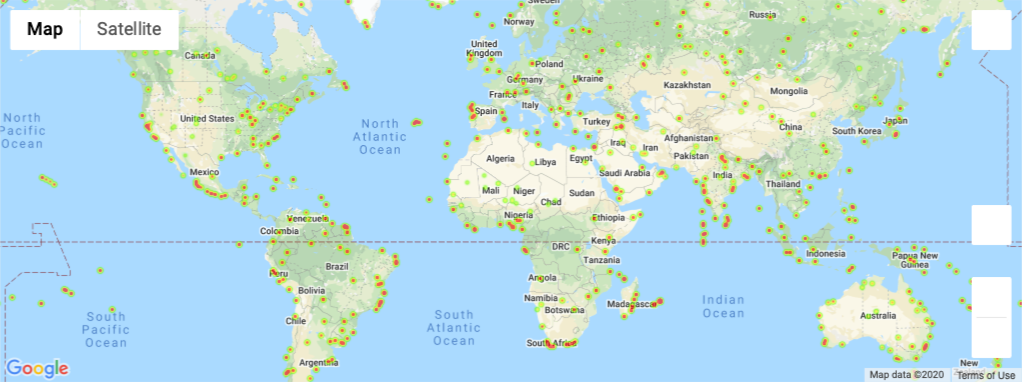 Map
Satellite
Sweden
Norway
Russia
Canada
United
Kingdom
Poland
Germany
Ukraine
Kazakhstan
France
Mongolia
North
Pacific
Ocean
United States
North
Atlantic
Ocean
Spain
Italy
Turkey
China
Japan
South Korea
Afghanistan
Iraq
Iran
Pakistan
Algeria
Libya
Egypt
Saudi Arabia
Mexico
India
Thailand
Mali
Niger
Chad
Sudan
Nigeria
Ethiopia
Venezuela
Colombia
DRC
Kenya
Tanzania
Indonesia
Papua New
Guinea
Peru
Brazil
Bolivia
Angola
Namibia
Botswana
Madagascar
Indian
Ocean
Australia
South
Pacific
Ocean
Chile
South
Atlantic
Ocean
South Africa
Argentina
New
Google
Map data ©2020
Terms of Use